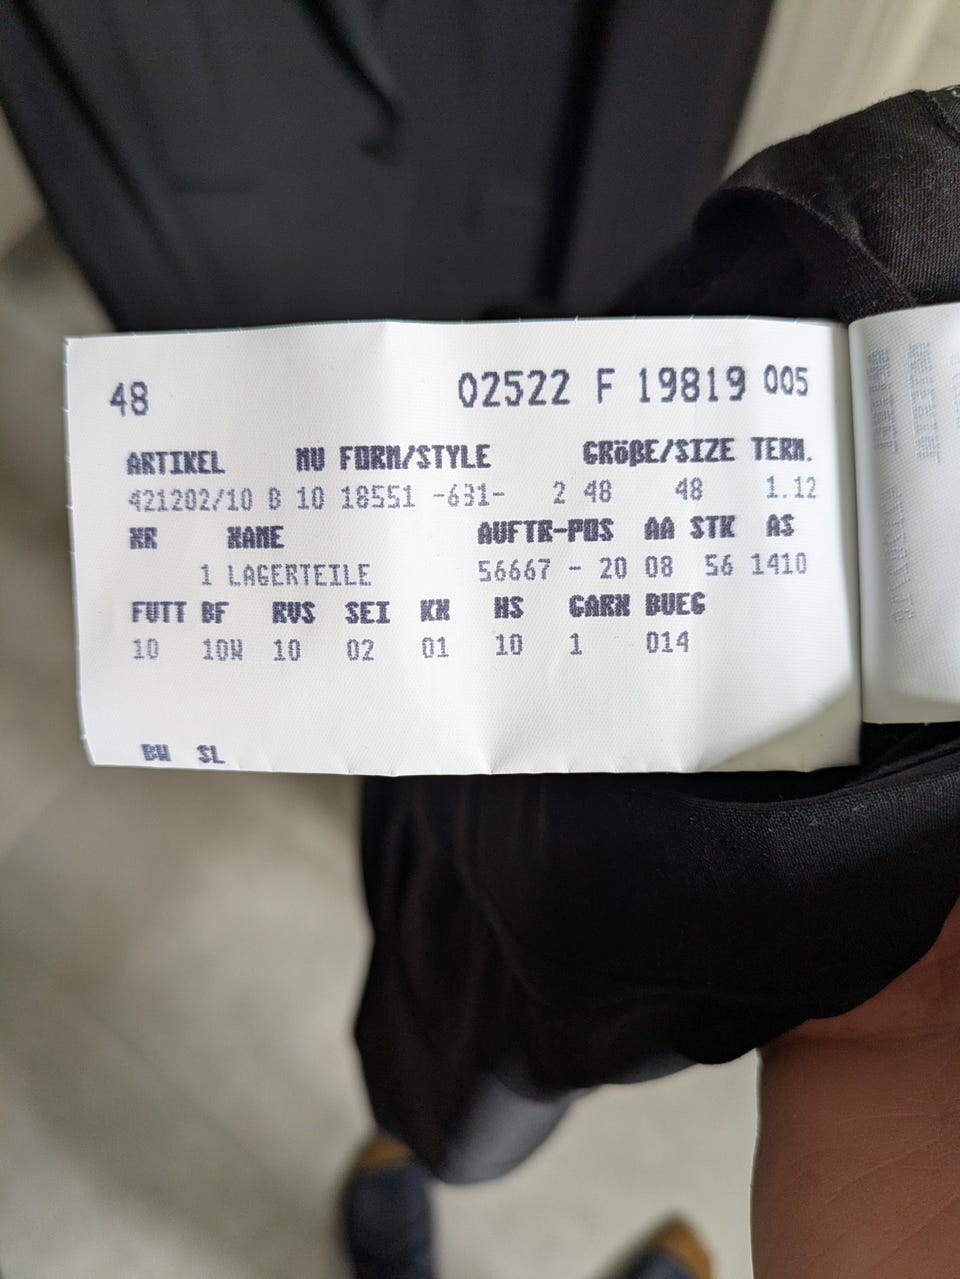 48 02522 F 19819 005
ARTIKEL MU FORM/STYLE GRÖßE/SIZE TERM.
421202/10 B 10 18551 -631- 2 48 48 1.12
NR NAME AUFTR-POS AA STK AS
1 LAGERTEILE 56667 - 20 08 56 1410
FUTT BF RVS SEI KN HS GARN BUEG
10 10W 10 02 01 10 1 014
BW SL